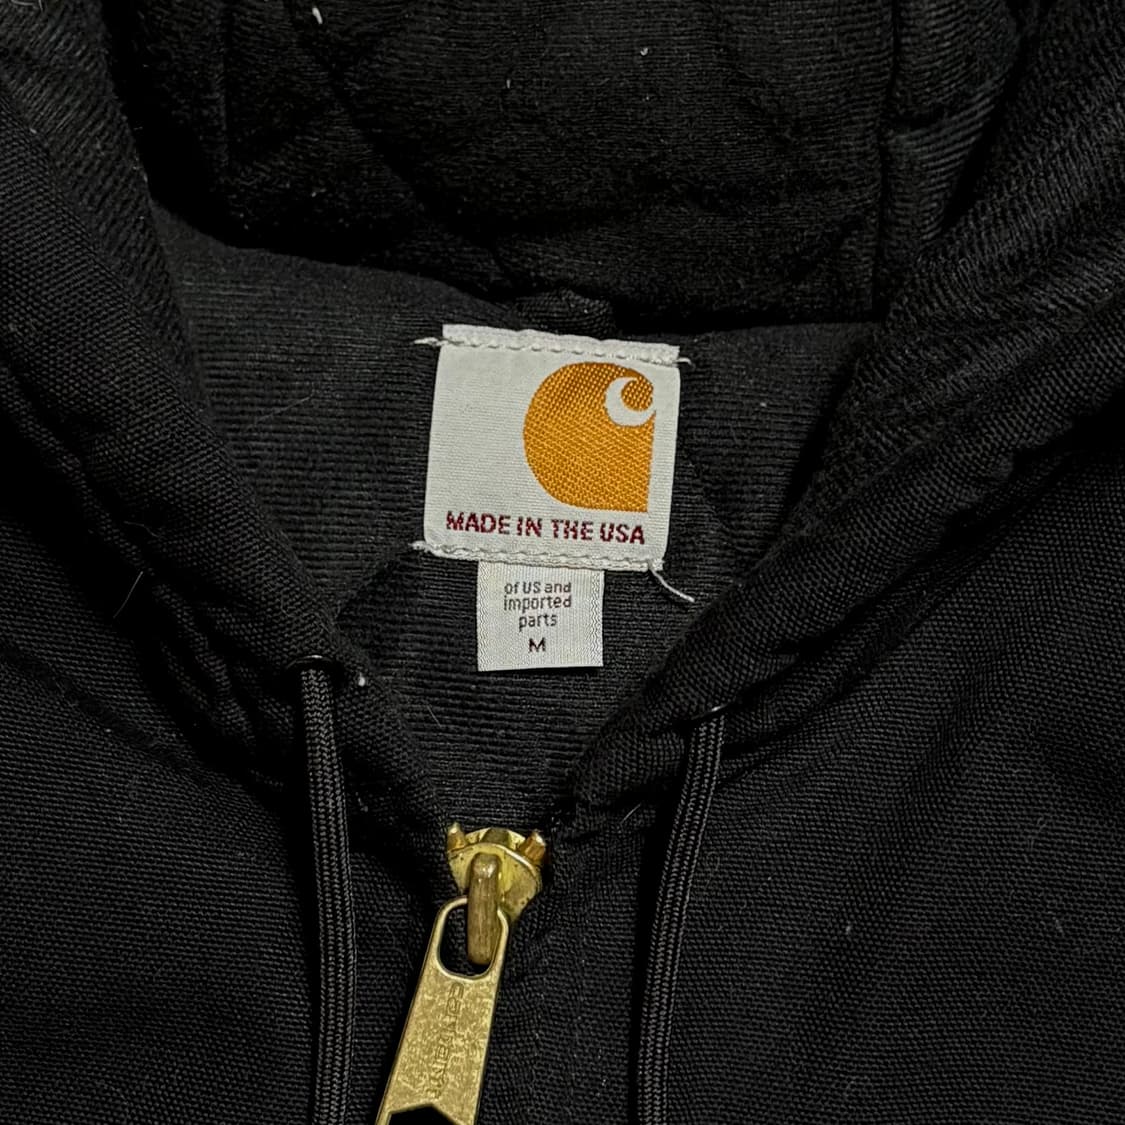 MADE IN THE USA
of US and
imported
parts
M